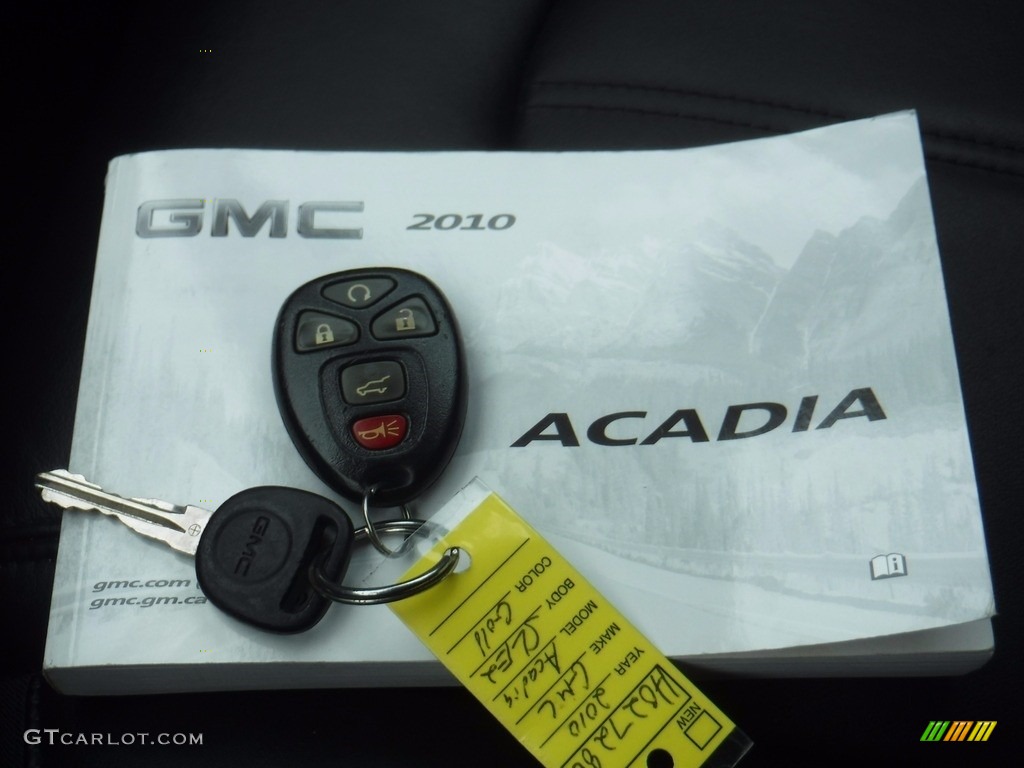 GMC 2010
ACADIA
GMC
gmc.com
gmc.gm.ca
NEW
YEAR 2010
MAKE GMC
MODEL Acadia
BODY SLE2
COLOR Gold
GTCARLOT.COM